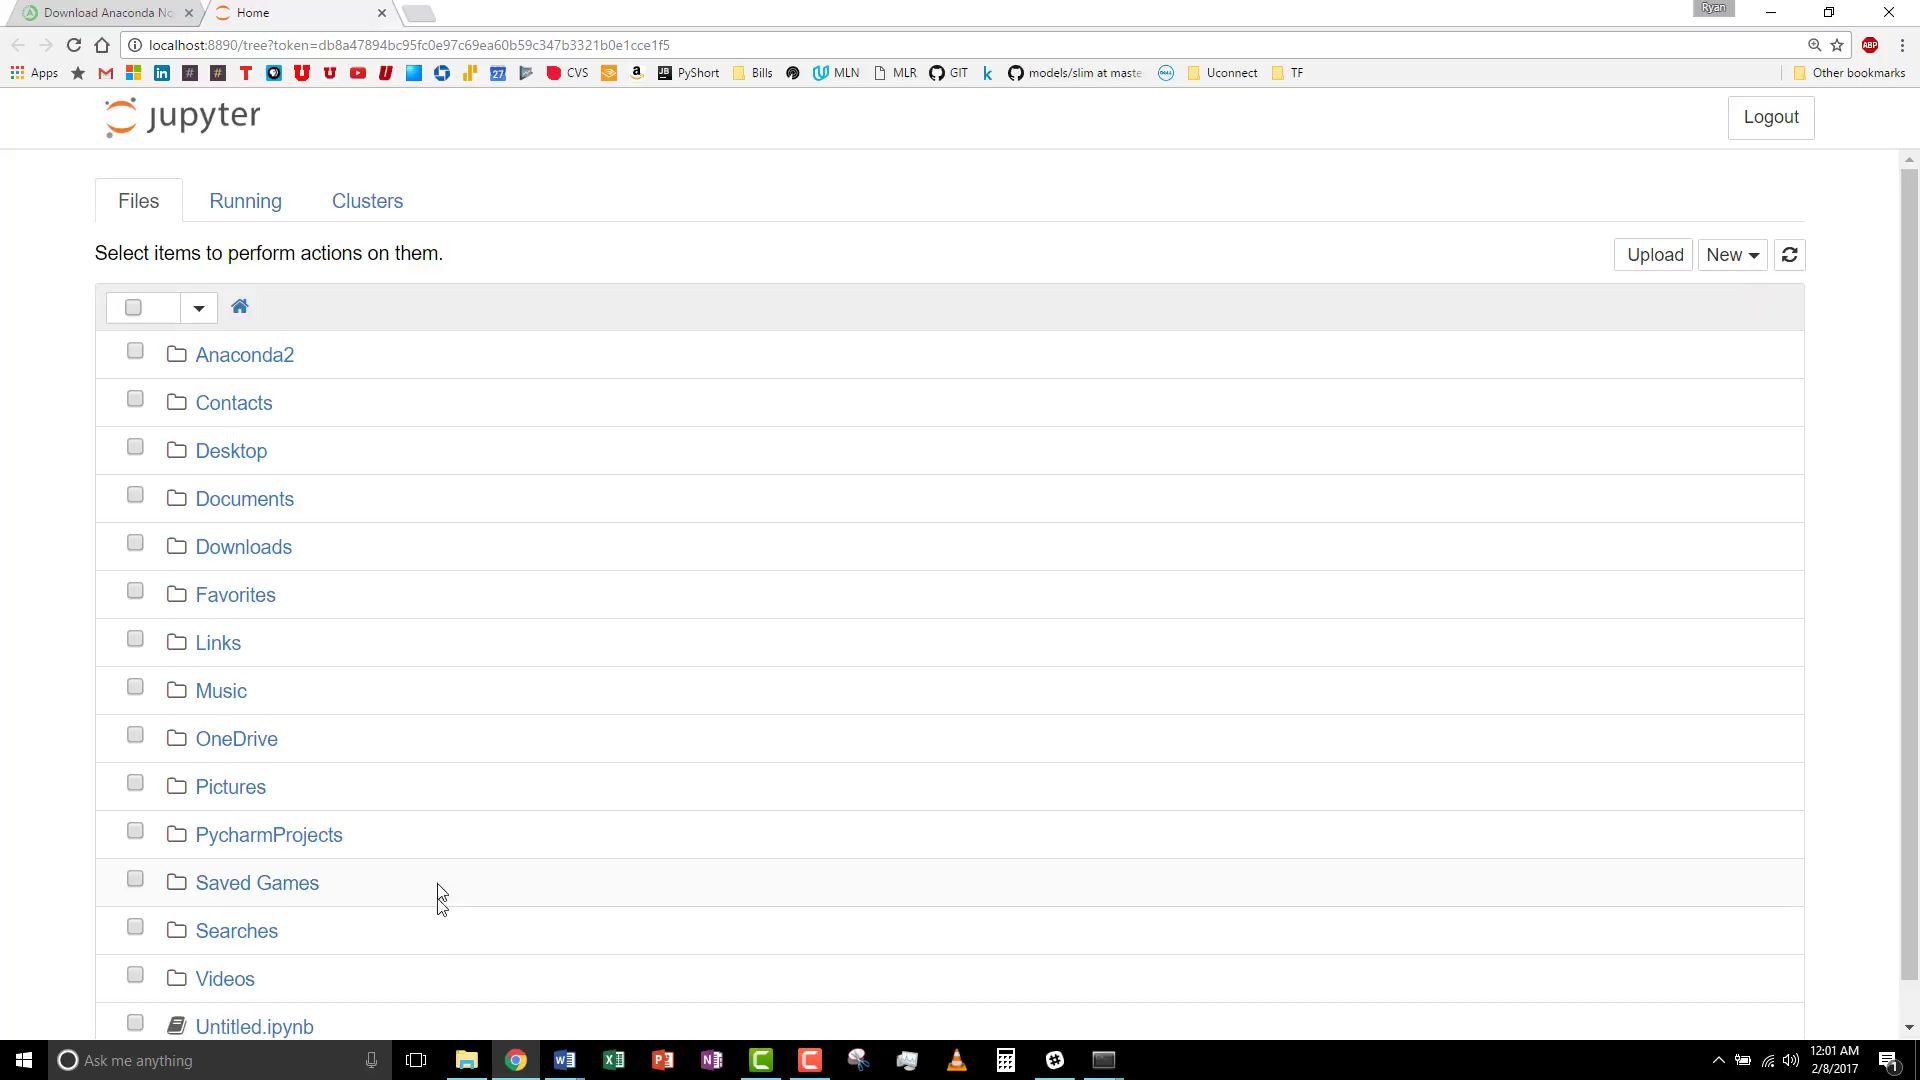 Download Anaconda No
Home
Ryan
localhost:8890/tree?token=db8a47894bc95fc0e97c69ea60b59c347b3321b0e1cce1f5
ABP
Apps
27
CVS
PyShort
Bills
MLN
MLR
GIT
k
models/slim at maste
Uconnect
TF
Other bookmarks
jupyter
Logout
Files
Running
Clusters
Select items to perform actions on them.
Upload
New
Anaconda2
Contacts
Desktop
Documents
Downloads
Favorites
Links
Music
OneDrive
Pictures
PycharmProjects
Saved Games
Searches
Videos
Untitled.ipynb
Ask me anything
12:01 AM
2/8/2017
1